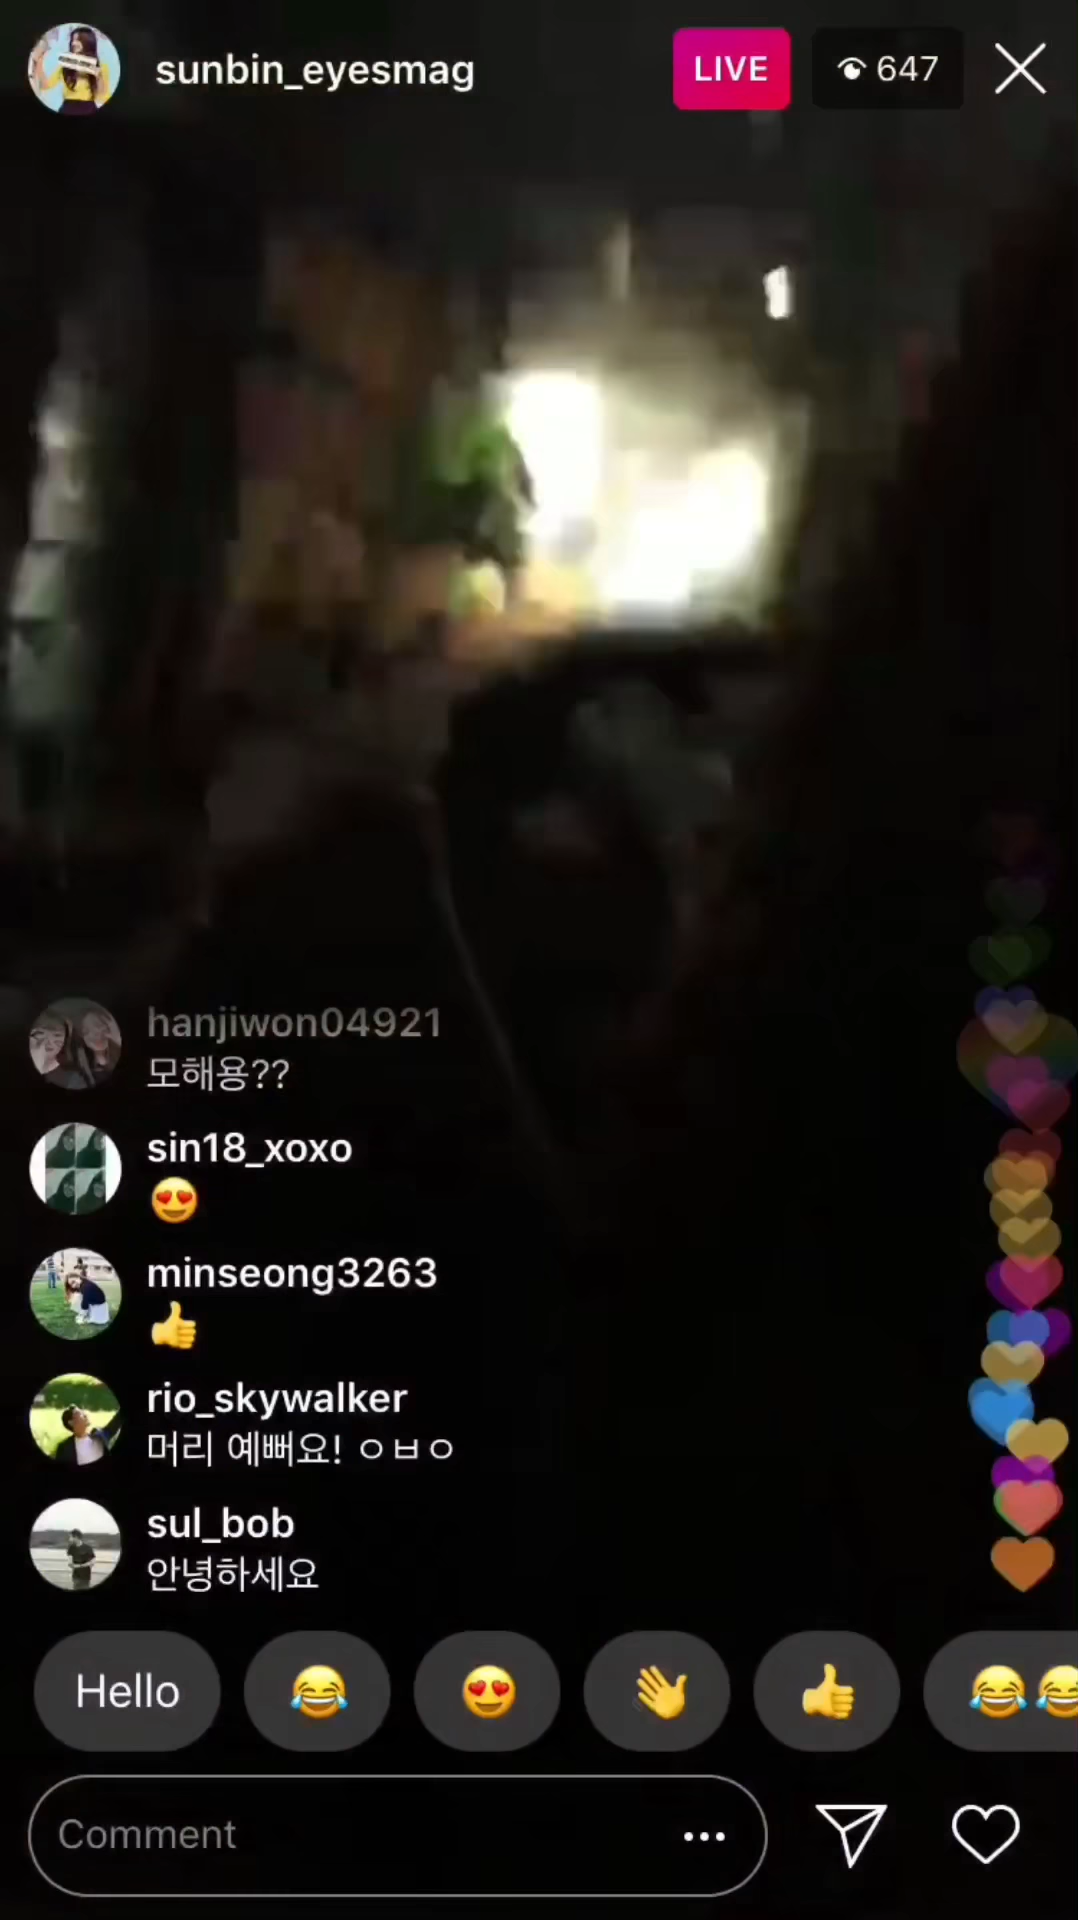 sunbin_eyesmag
LIVE
647
hanjiwon04921
모해용??
sin18_xoxo
😍
minseong3263
👍
rio_skywalker
머리 예뻐요! ㅇㅂㅇ
sul_bob
안녕하세요
Hello 😂 😍 👋 👍 😂😂
Comment